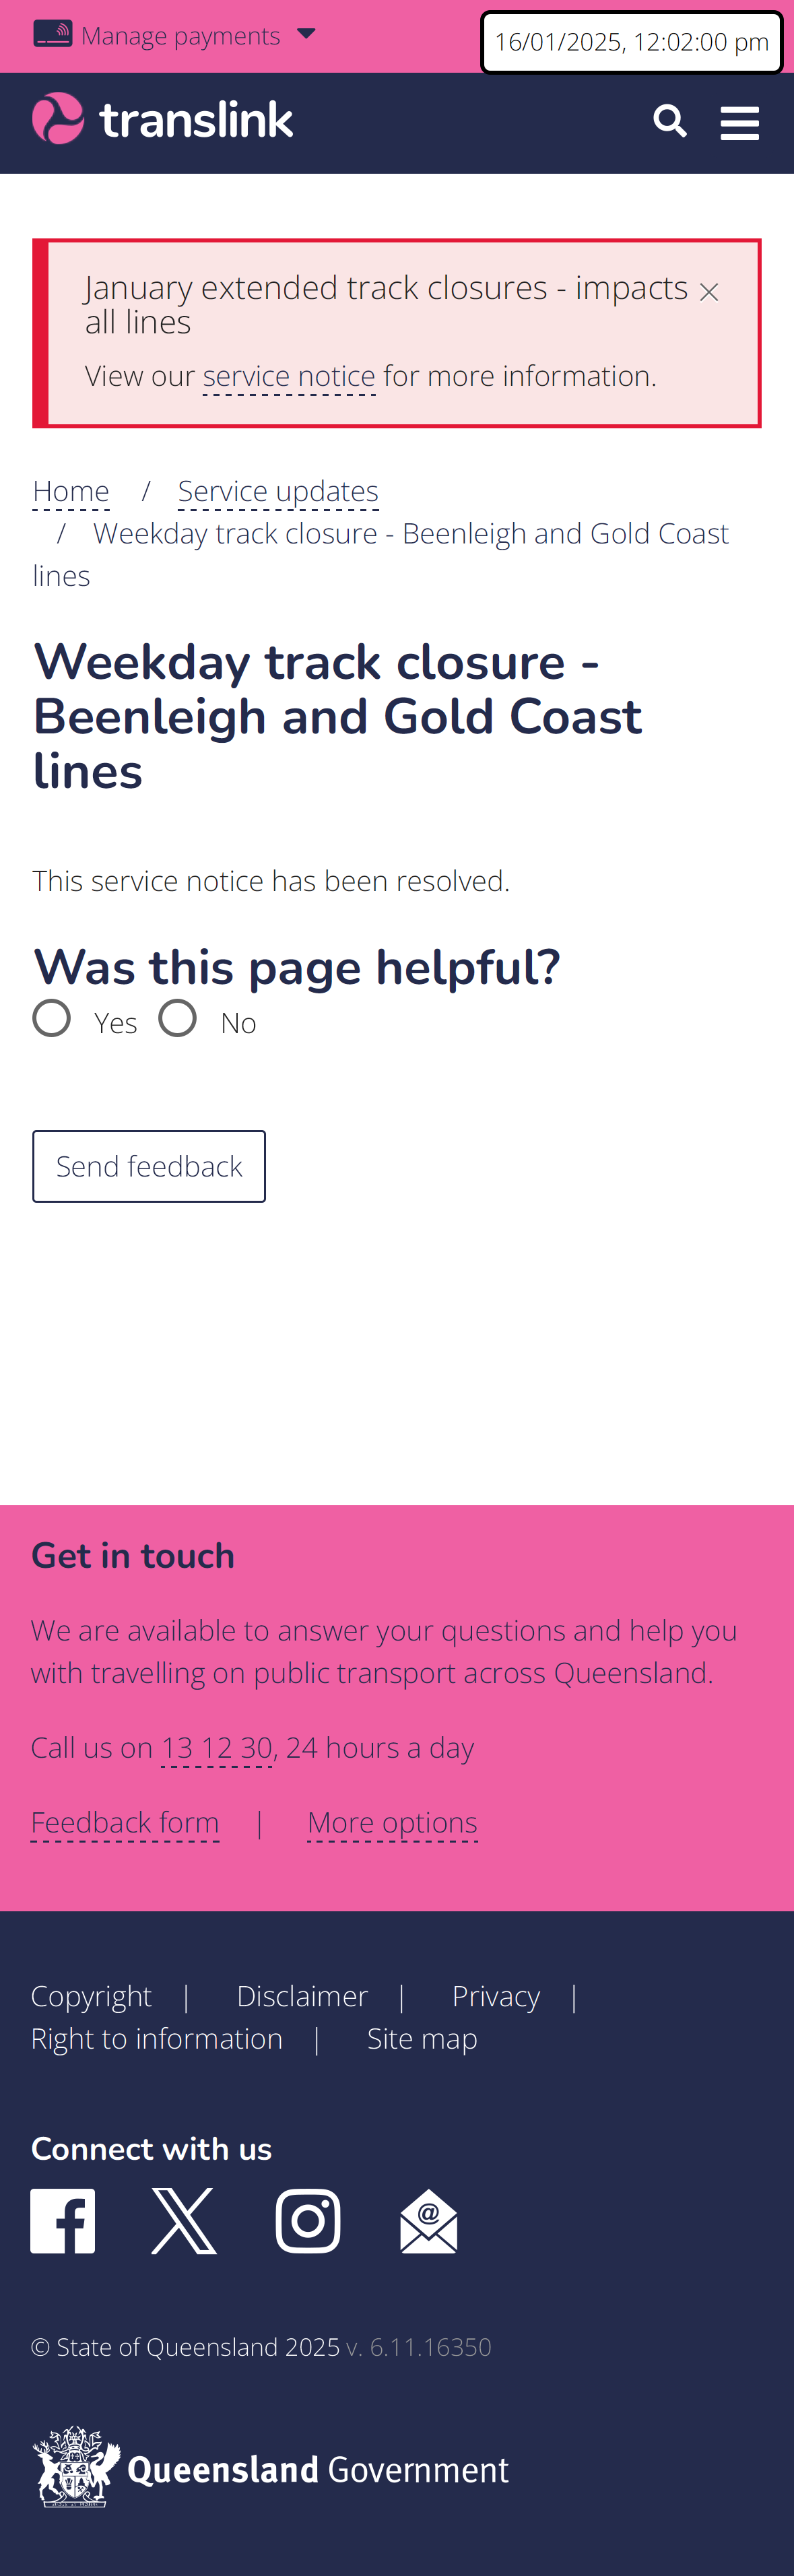 Manage payments
16/01/2025, 12:02:00 pm
translink
January extended track closures - impacts
all lines
View our service notice for more information.
Home / Service updates
/ Weekday track closure - Beenleigh and Gold Coast
lines
Weekday track closure -
Beenleigh and Gold Coast
lines
This service notice has been resolved.
Was this page helpful?
Yes No
Send feedback
Get in touch
We are available to answer your questions and help you
with travelling on public transport across Queensland.
Call us on 13 12 30, 24 hours a day
Feedback form | More options
Copyright | Disclaimer | Privacy |
Right to information | Site map
Connect with us
© State of Queensland 2025 v. 6.11.16350
Queensland Government